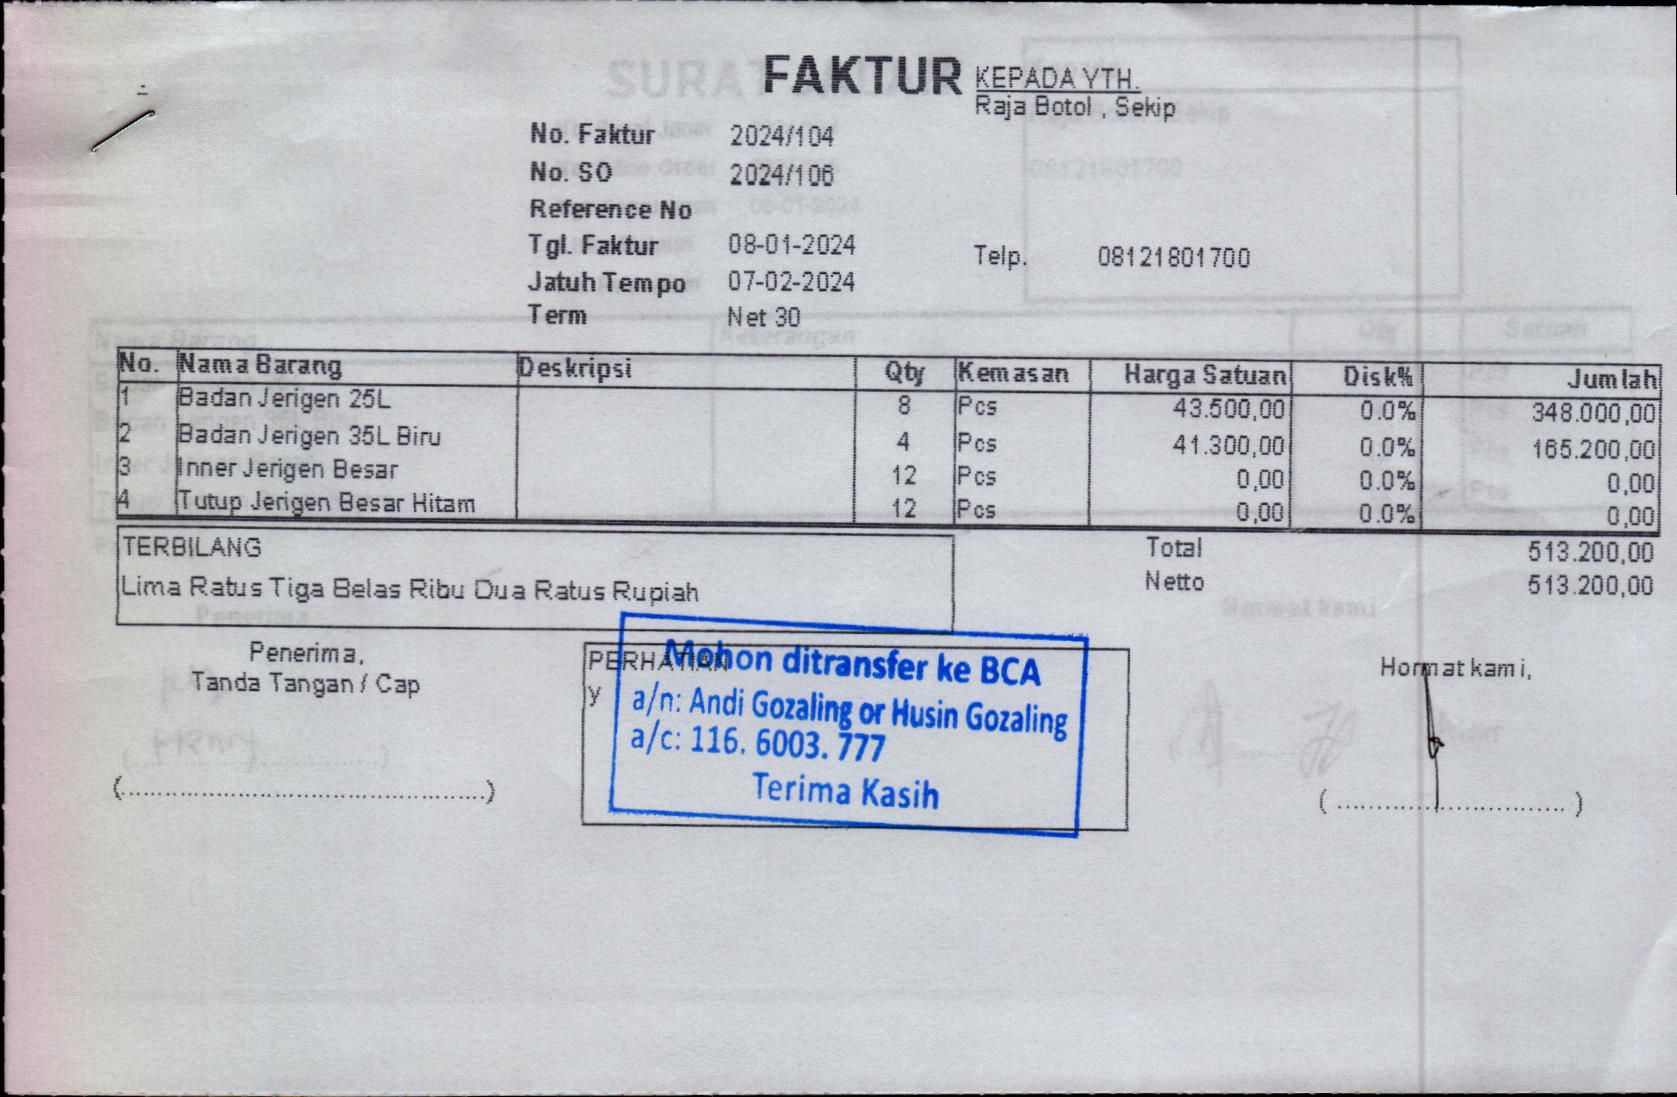 FAKTUR
KEPADA YTH.
Raja Botol , Sekip
No. Faktur 2024/104
No. SO 2024/106
Reference No
Tgl. Faktur 08-01-2024
Telp. 08121801700
Jatuh Tempo 07-02-2024
Term Net 30
No. Nama Barang Deskripsi Qty Kemasan Harga Satuan Disk% Jumlah
1 Badan Jerigen 25L 8 Pcs 43.500,00 0.0% 348.000,00
2 Badan Jerigen 35L Biru 4 Pcs 41.300,00 0.0% 165.200,00
3 Inner Jerigen Besar 12 Pcs 0,00 0.0% 0,00
4 Tutup Jerigen Besar Hitam 12 Pcs 0,00 0.0% 0,00
TERBILANG
Lima Ratus Tiga Belas Ribu Dua Ratus Rupiah
Total 513.200,00
Netto 513.200,00
Penerima,
Tanda Tangan / Cap
(................................................)
PERHATIAN
y
Mohon ditransfer ke BCA
a/n: Andi Gozaling or Husin Gozaling
a/c: 116. 6003. 777
Terima Kasih
Hormat kami,
(..............................)